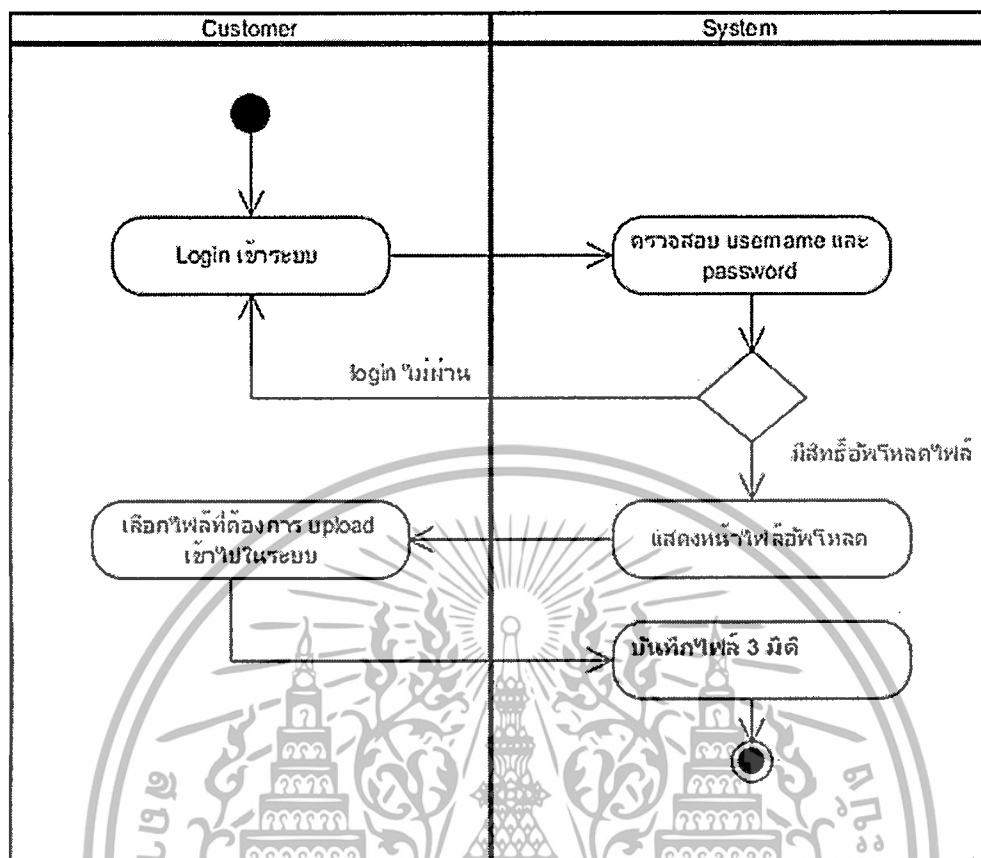 Customer
System
Login เข้าระบบ
ตรวจสอบ username และ
password
login ไม่ผ่าน
มีสิทธิ์อัพโหลดไฟล์
เลือกไฟล์ที่ต้องการ upload
เข้าไปในระบบ
แสดงหน้าไฟล์อัพโหลด
บันทึกไฟล์ 3 มิติ